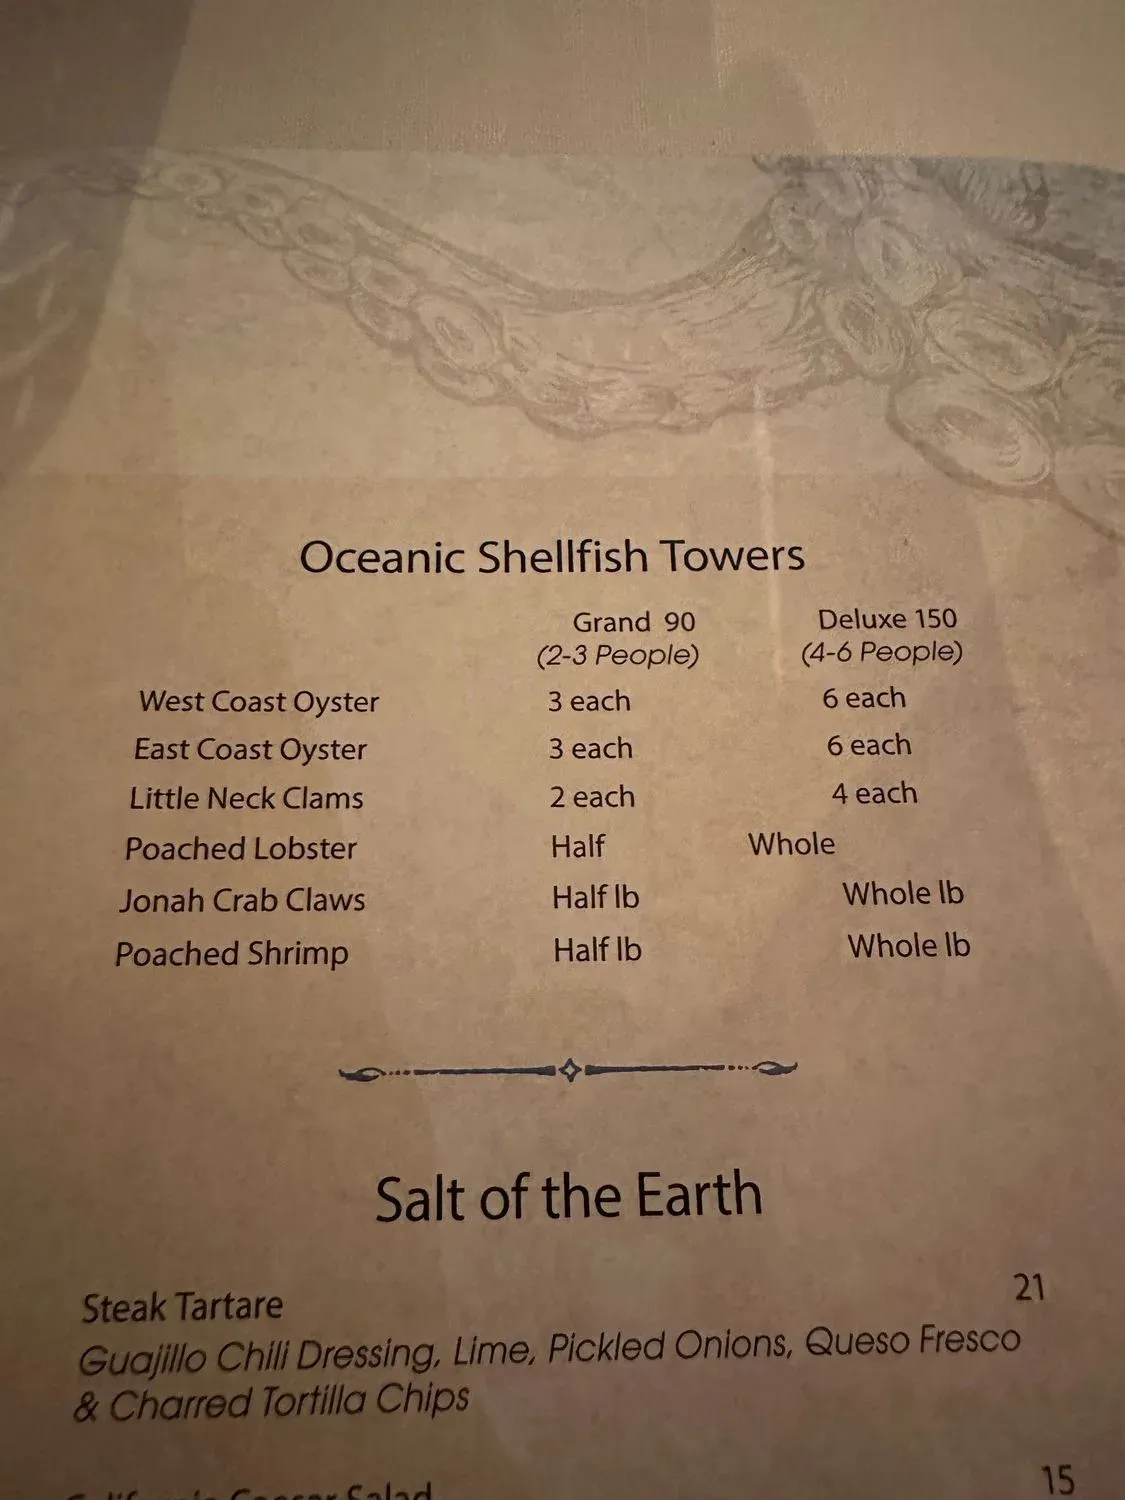 Oceanic Shellfish Towers
Grand 90 Deluxe 150
(2-3 People) (4-6 People)
West Coast Oyster 3 each 6 each
East Coast Oyster 3 each 6 each
Little Neck Clams 2 each 4 each
Poached Lobster Half Whole
Jonah Crab Claws Half lb Whole lb
Poached Shrimp Half lb Whole lb
Salt of the Earth
Steak Tartare 21
Guajillo Chili Dressing, Lime, Pickled Onions, Queso Fresco
& Charred Tortilla Chips
Salad 15